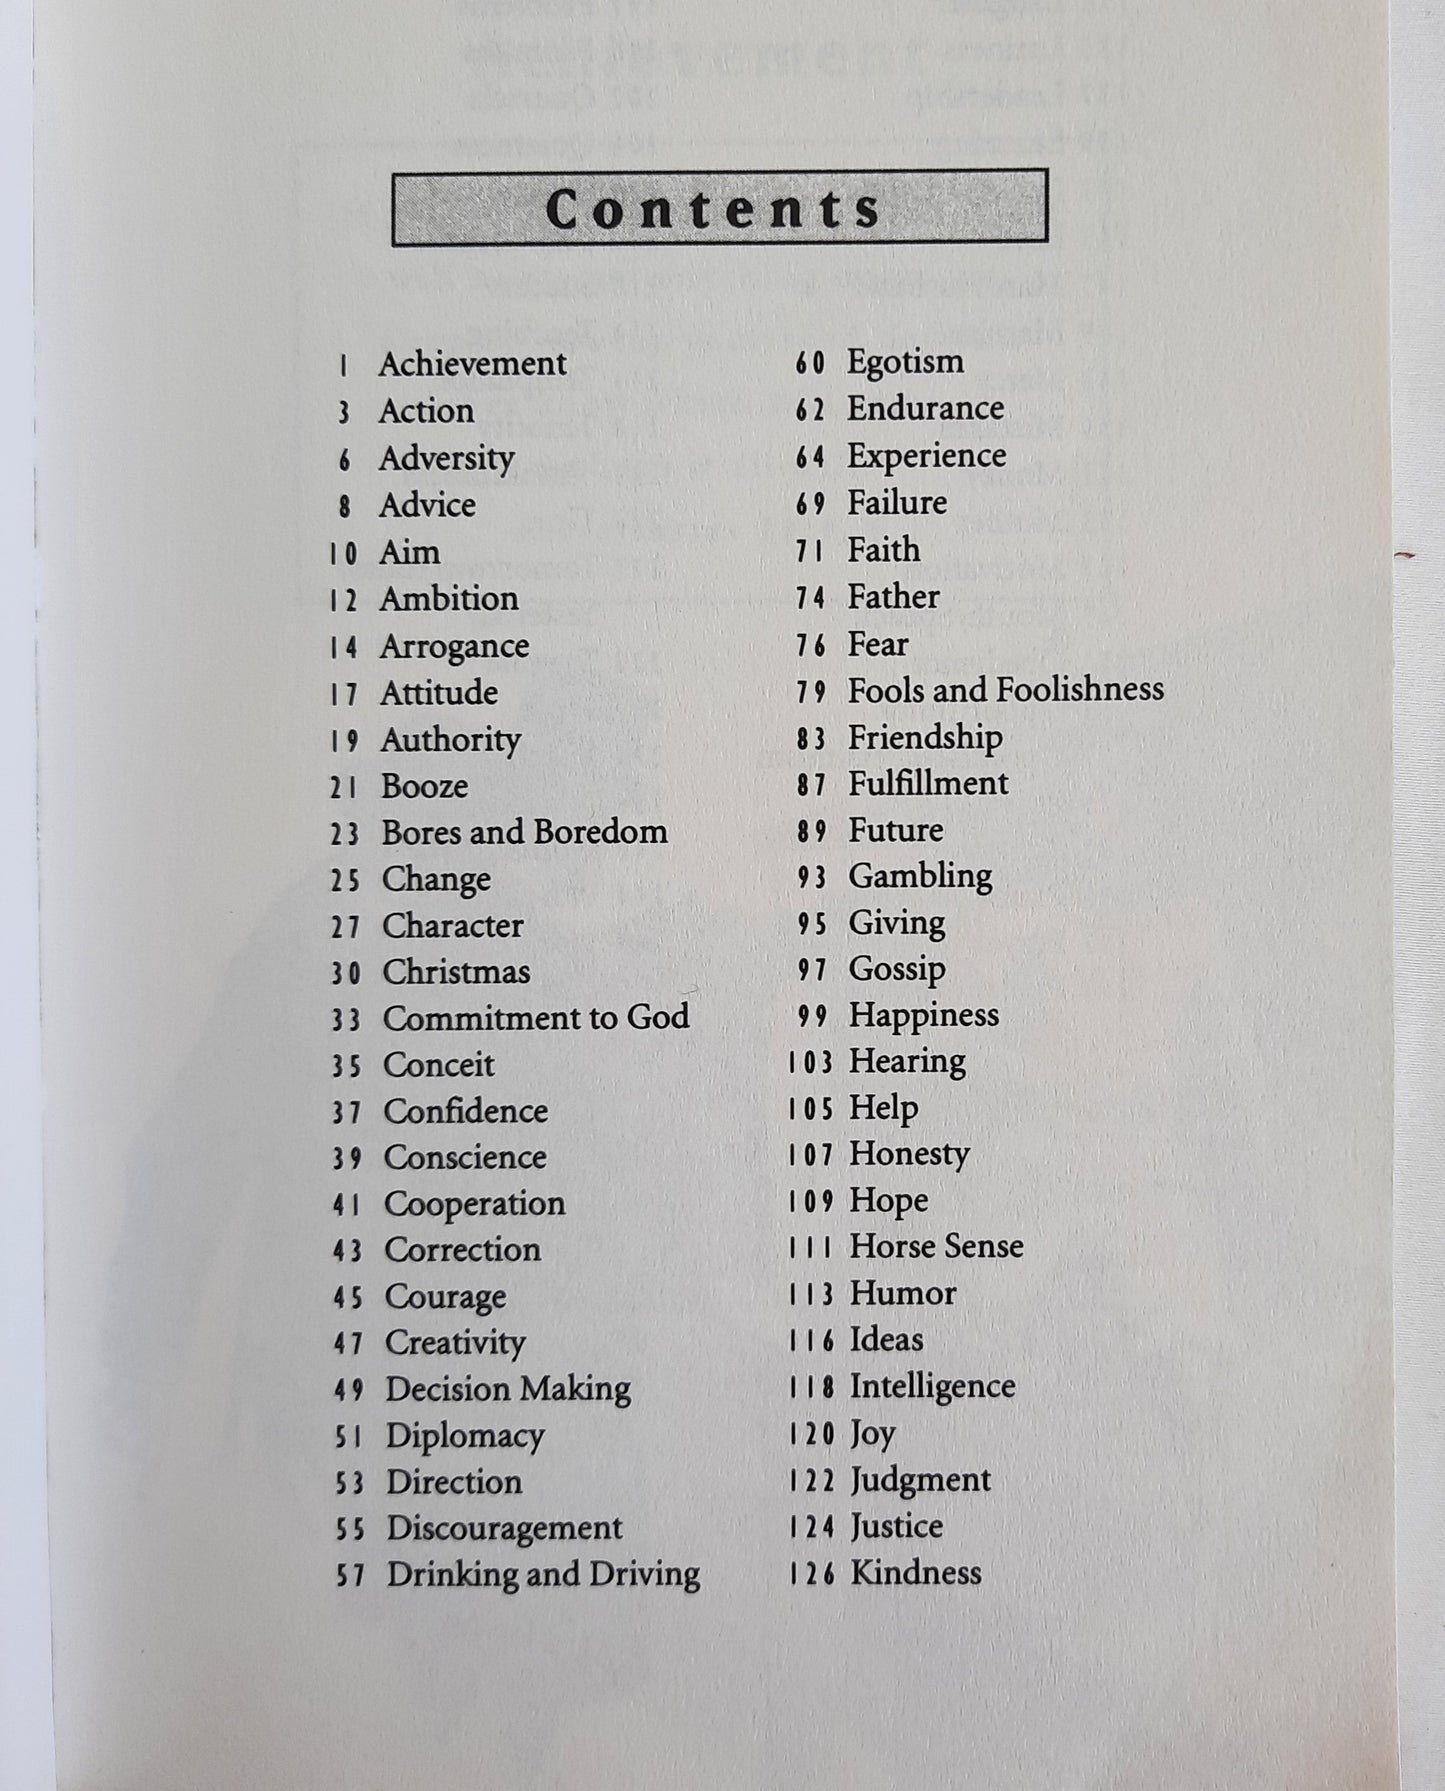 Contents
1 Achievement
3 Action
6 Adversity
8 Advice
10 Aim
12 Ambition
14 Arrogance
17 Attitude
19 Authority
21 Booze
23 Bores and Boredom
25 Change
27 Character
30 Christmas
33 Commitment to God
35 Conceit
37 Confidence
39 Conscience
41 Cooperation
43 Correction
45 Courage
47 Creativity
49 Decision Making
51 Diplomacy
53 Direction
55 Discouragement
57 Drinking and Driving
60 Egotism
62 Endurance
64 Experience
69 Failure
71 Faith
74 Father
76 Fear
79 Fools and Foolishness
83 Friendship
87 Fulfillment
89 Future
93 Gambling
95 Giving
97 Gossip
99 Happiness
103 Hearing
105 Help
107 Honesty
109 Hope
111 Horse Sense
113 Humor
116 Ideas
118 Intelligence
120 Joy
122 Judgment
124 Justice
126 Kindness